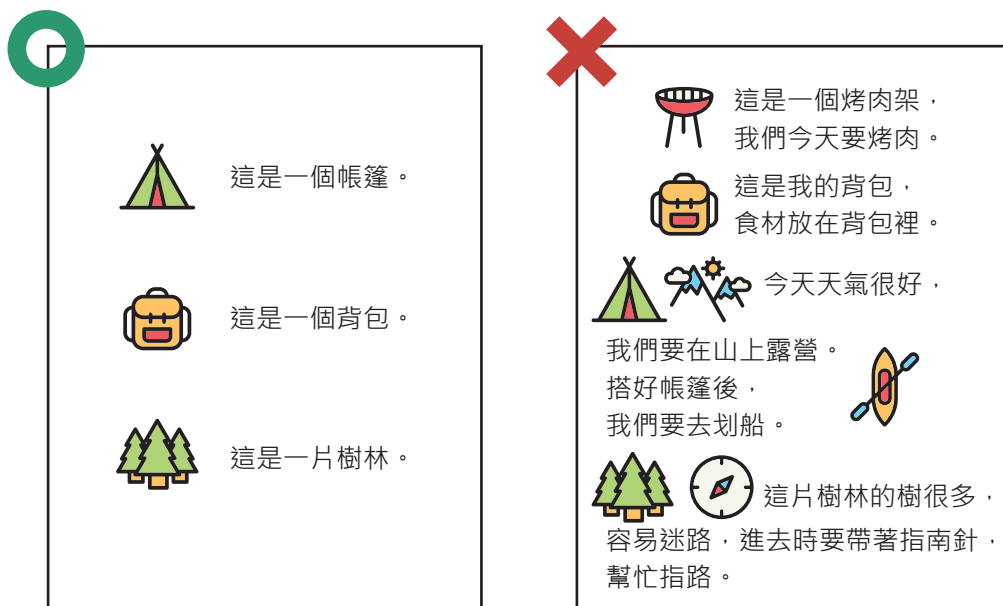 這是一個帳篷。
這是一個背包。
這是一片樹林。
這是一個烤肉架，
我們今天要烤肉。
這是我的背包，
食材放在背包裡。
今天天氣很好，
我們要在山上露營。
搭好帳篷後，
我們要去划船。
這片樹林的樹很多，
容易迷路，進去時要帶著指南針，
幫忙指路。